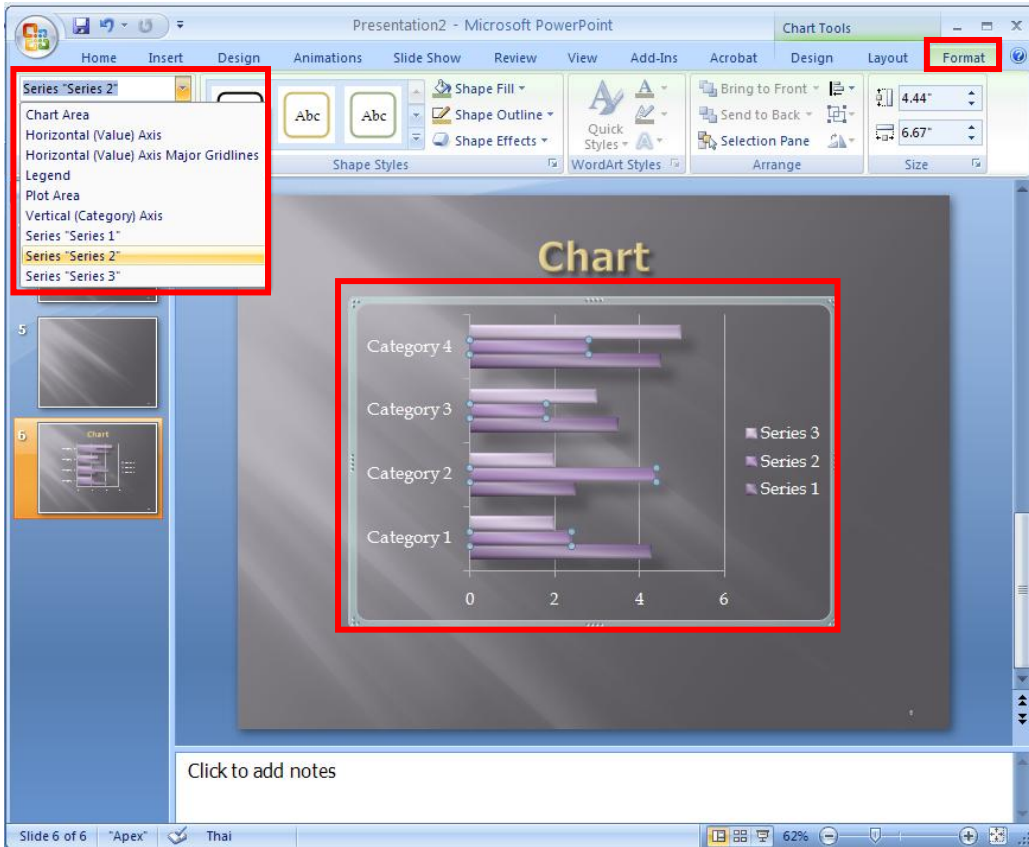 Presentation2 - Microsoft PowerPoint
Chart Tools
Home Insert Design Animations Slide Show Review View Add-Ins Acrobat Design Layout Format
Series "Series 2"
Chart Area
Horizontal (Value) Axis
Horizontal (Value) Axis Major Gridlines
Legend
Plot Area
Vertical (Category) Axis
Series "Series 1"
Series "Series 2"
Series "Series 3"
Abc Abc
Shape Fill
Shape Outline
Shape Effects
Shape Styles
Quick
Styles
WordArt Styles
Bring to Front
Send to Back
Selection Pane
Arrange
4.44"
6.67"
Size
5
6
Chart
Chart
Category 4
Category 3
Category 2
Category 1
0 2 4 6
Series 3
Series 2
Series 1
Click to add notes
Slide 6 of 6 "Apex" Thai 62%